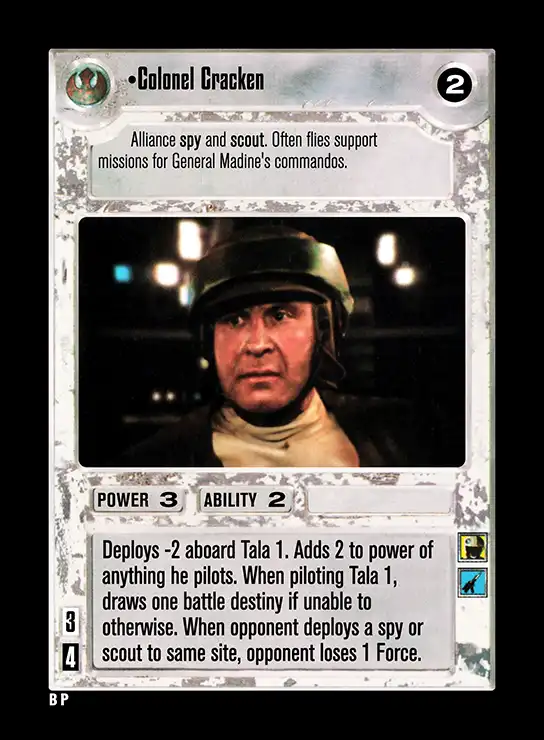 •Colonel Cracken
2
Alliance spy and scout. Often flies support
missions for General Madine's commandos.
POWER 3 ABILITY 2
Deploys -2 aboard Tala 1. Adds 2 to power of
anything he pilots. When piloting Tala 1,
draws one battle destiny if unable to
otherwise. When opponent deploys a spy or
scout to same site, opponent loses 1 Force.
3
4
B P